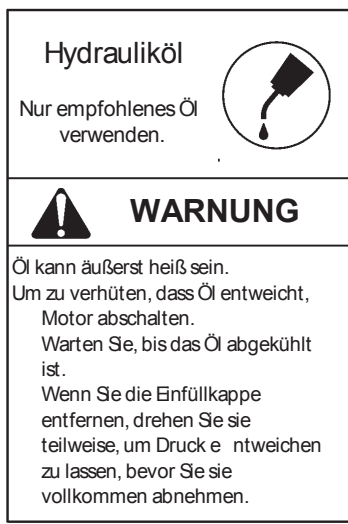 Hydrauliköl
Nur empfohlenes Öl
verwenden.
WARNUNG
Öl kann äußerst heiß sein.
Um zu verhüten, dass Öl entweicht,
Motor abschalten.
Warten Sie, bis das Öl abgekühlt
ist.
Wenn Sie die Einfüllkappe
entfernen, drehen Sie sie
teilweise, um Druck e ntweichen
zu lassen, bevor Sie sie
vollkommen abnehmen.